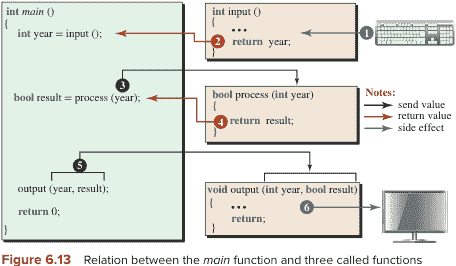 int main ()
{
int year = input ();
bool result = process (year);
output (year, result);
return 0;
}
int input ()
{
•••
return year;
}
bool process (int year)
{
return result;
}
void output (int year, bool result)
{
•••
return;
}
1
2
3
4
5
6
Notes:
send value
return value
side effect
Figure 6.13 Relation between the main function and three called functions